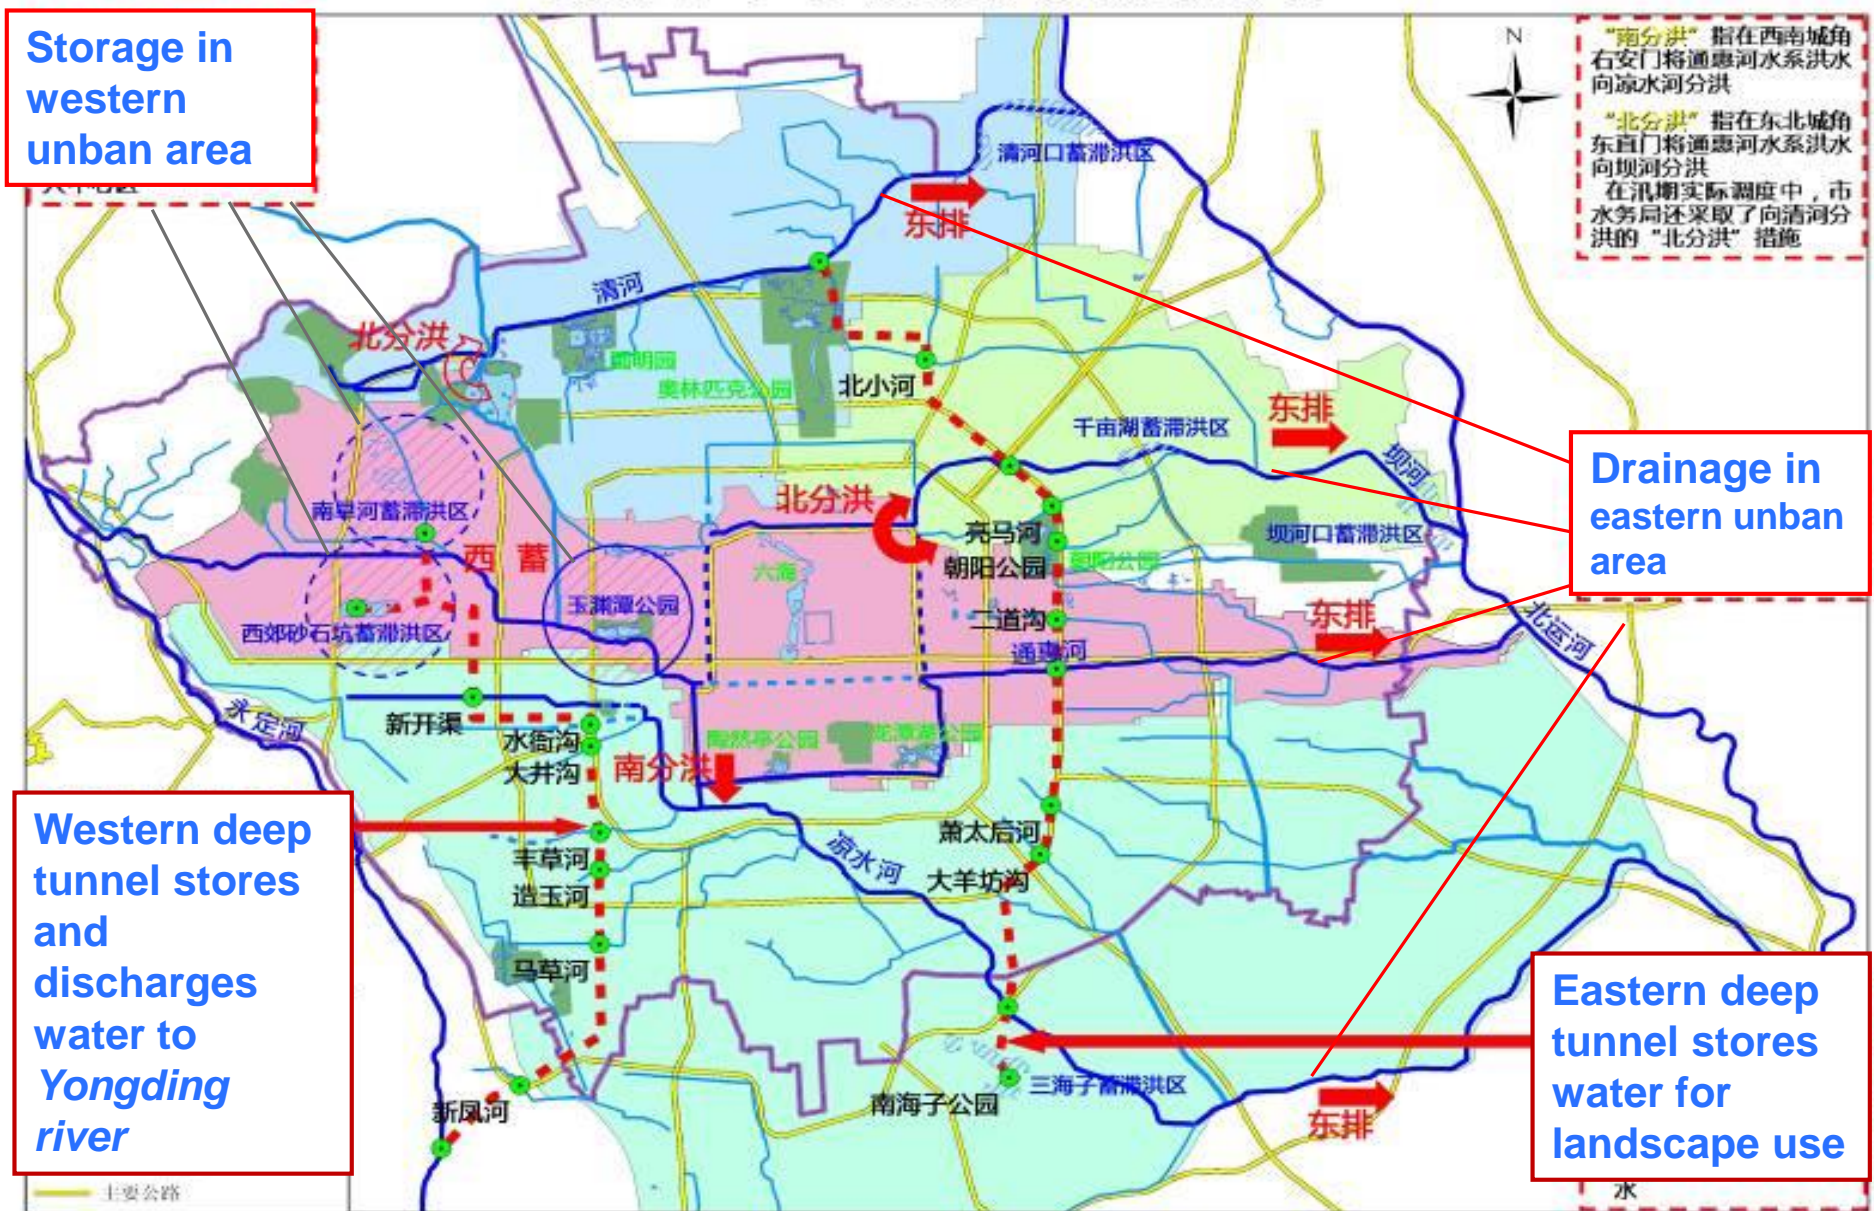 Storage in
western
unban area
N
"南分洪" 指在西南城角
右安门将通惠河水系洪水
向凉水河分洪
"北分洪" 指在东北城角
东直门将通惠河水系洪水
向坝河分洪
在汛期实际调度中，市
水务局还采取了向清河分
洪的 "北分洪" 措施
清河口蓄滞洪区
东排
清河
北分洪
圆明园
奥林匹克公园
北小河
东排
千亩湖蓄滞洪区
坝河
Drainage in
eastern unban
area
北分洪
南旱河蓄滞洪区
西 蓄
亮马河
坝河口蓄滞洪区
朝阳公园
朝阳公园
六海
玉渊潭公园
西郊砂石坑蓄滞洪区
二道沟
东排
北运河
通惠河
永定河
新开渠
水衙沟
大井沟
南分洪
陶然亭公园
龙潭湖公园
Western deep
tunnel stores
and
discharges
water to
Yongding
river
丰草河
造玉河
马草河
凉水河
萧太后河
大羊坊沟
Eastern deep
tunnel stores
water for
landscape use
新凤河
南海子公园
三海子蓄滞洪区
东排
主要公路
水